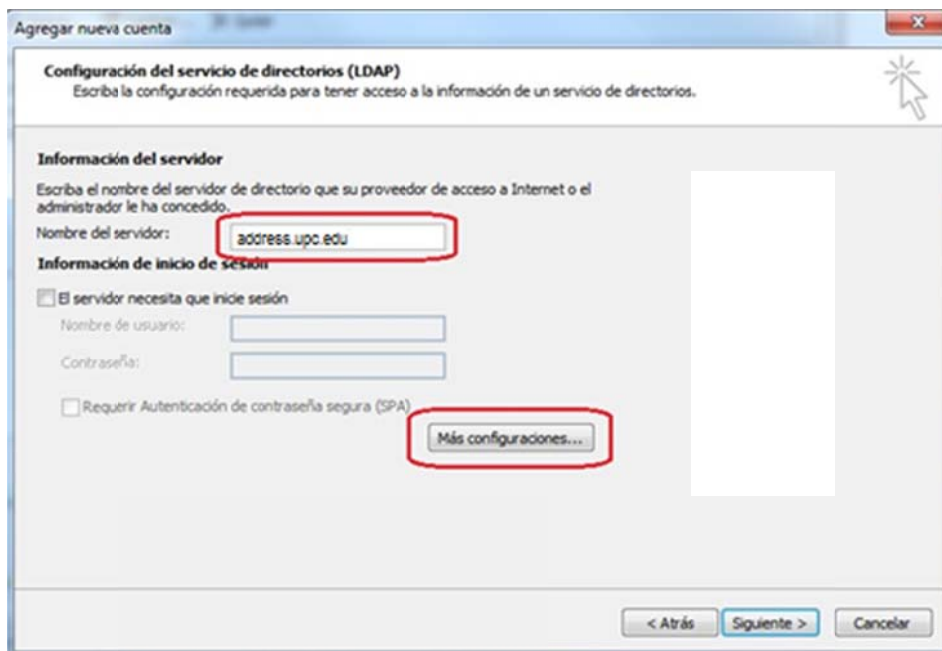 Agregar nueva cuenta
Configuración del servicio de directorios (LDAP)
Escriba la configuración requerida para tener acceso a la información de un servicio de directorios.
Información del servidor
Escriba el nombre del servidor de directorio que su proveedor de acceso a Internet o el
administrador le ha concedido.
Nombre del servidor:
address.upc.edu
Información de inicio de sesión
El servidor necesita que inicie sesión
Nombre de usuario:
Contraseña:
Requerir Autenticación de contraseña segura (SPA)
Más configuraciones...
< Atrás
Siguiente >
Cancelar